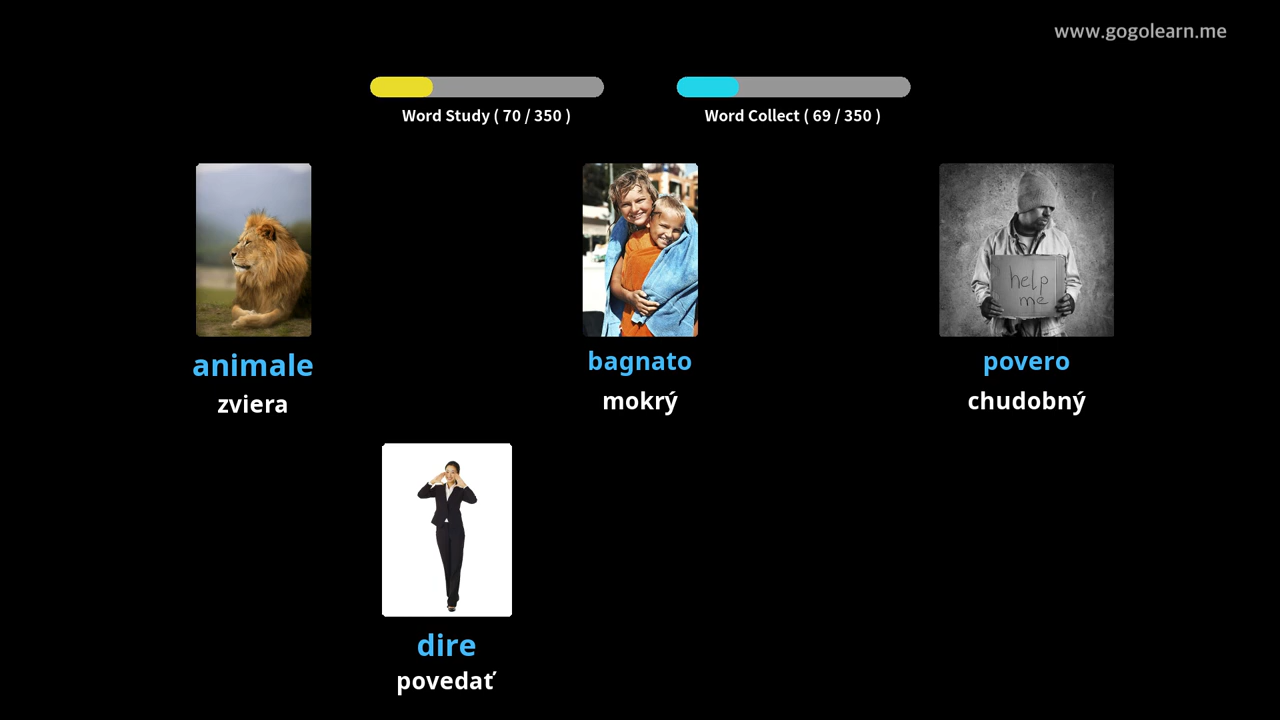 www.gogolearn.me
Word Study ( 70 / 350 )
Word Collect ( 69 / 350 )
help
me
animale
zviera
bagnato
mokrý
povero
chudobný
dire
povedať